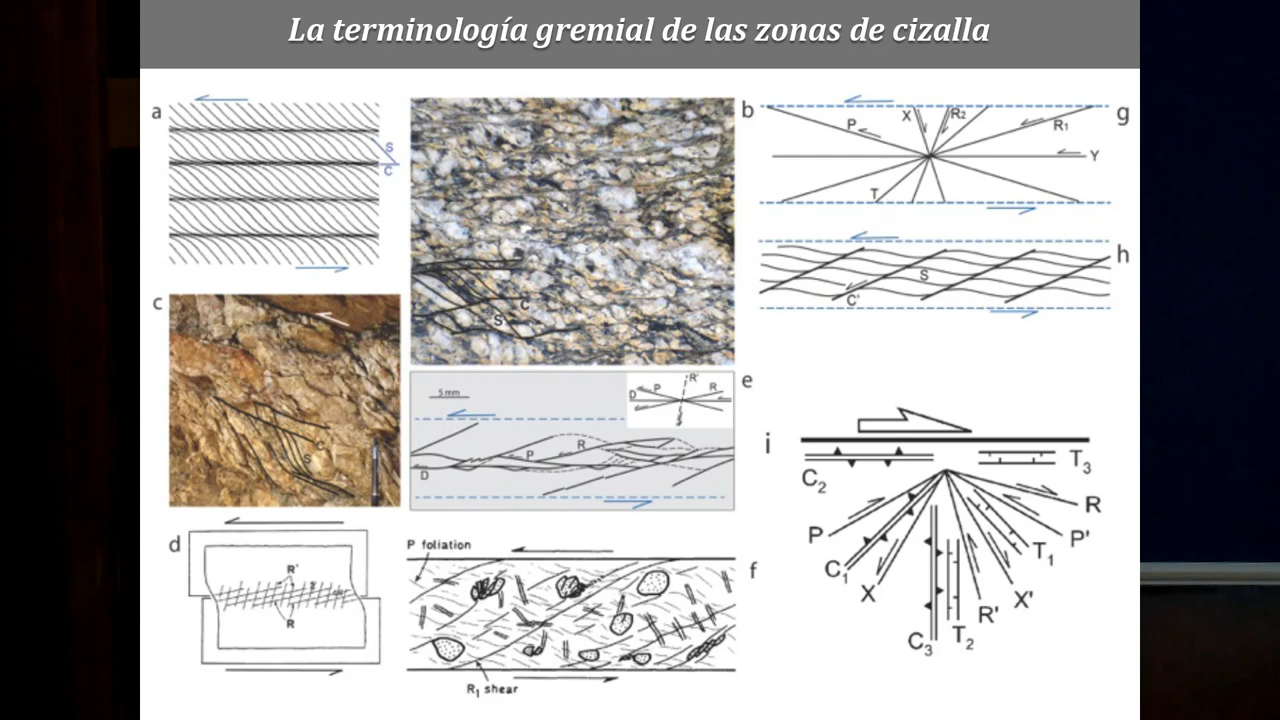 La terminología gremial de las zonas de cizalla
a
S
C
b
C
S
g
X
R₂
P
R₁
Y
T
h
S
C'
c
C
S
e
5 mm
R'
P
R
D
R
P
D
i
C₂
T₃
R
P
P'
C₁
T₁
X
X'
R'
C₃
T₂
d
R'
R
P foliation
f
R₁ shear